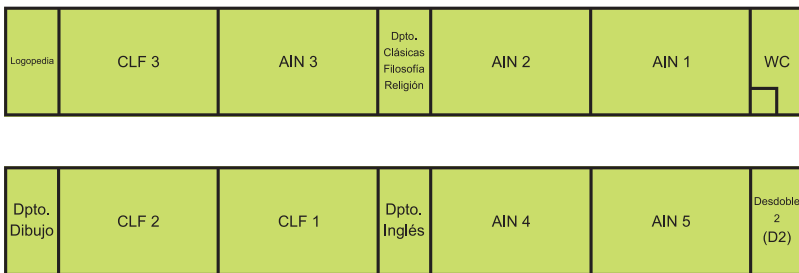 Logopedia
CLF 3
AIN 3
Dpto.
Clásicas
Filosofía
Religión
AIN 2
AIN 1
WC
Dpto.
Dibujo
CLF 2
CLF 1
Dpto.
Inglés
AIN 4
AIN 5
Desdoble
2
(D2)